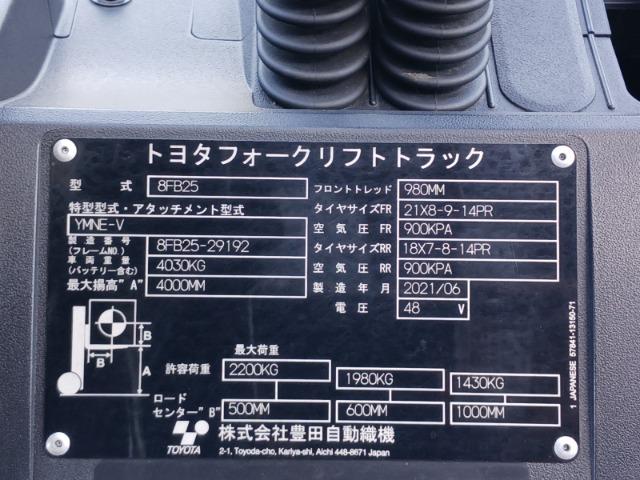 トヨタフォークリフトトラック
型式 8FB25
特型型式・アタッチメント型式
YMNE-V
製造番号(フレームNO.) 8FB25-29192
車両重量(バッテリー含む) 4030KG
最大揚高"A" 4000MM
フロントトレッド 980MM
タイヤサイズFR 21X8-9-14PR
空気圧 FR 900KPA
タイヤサイズRR 18X7-8-14PR
空気圧 RR 900KPA
製造年月 2021/06
電圧 48 V
B
B
A
最大荷重
許容荷重 2200KG 1980KG 1430KG
ロードセンター"B" 500MM 600MM 1000MM
TOYOTA
株式会社豊田自動織機
2-1, Toyoda-cho, Kariya-shi, Aichi 448-8671 Japan
1 JAPANESE 57841-13150-71